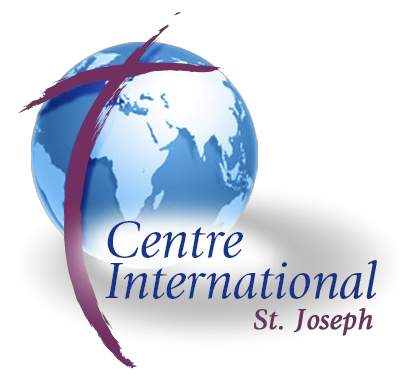 Centre
International
St. Joseph